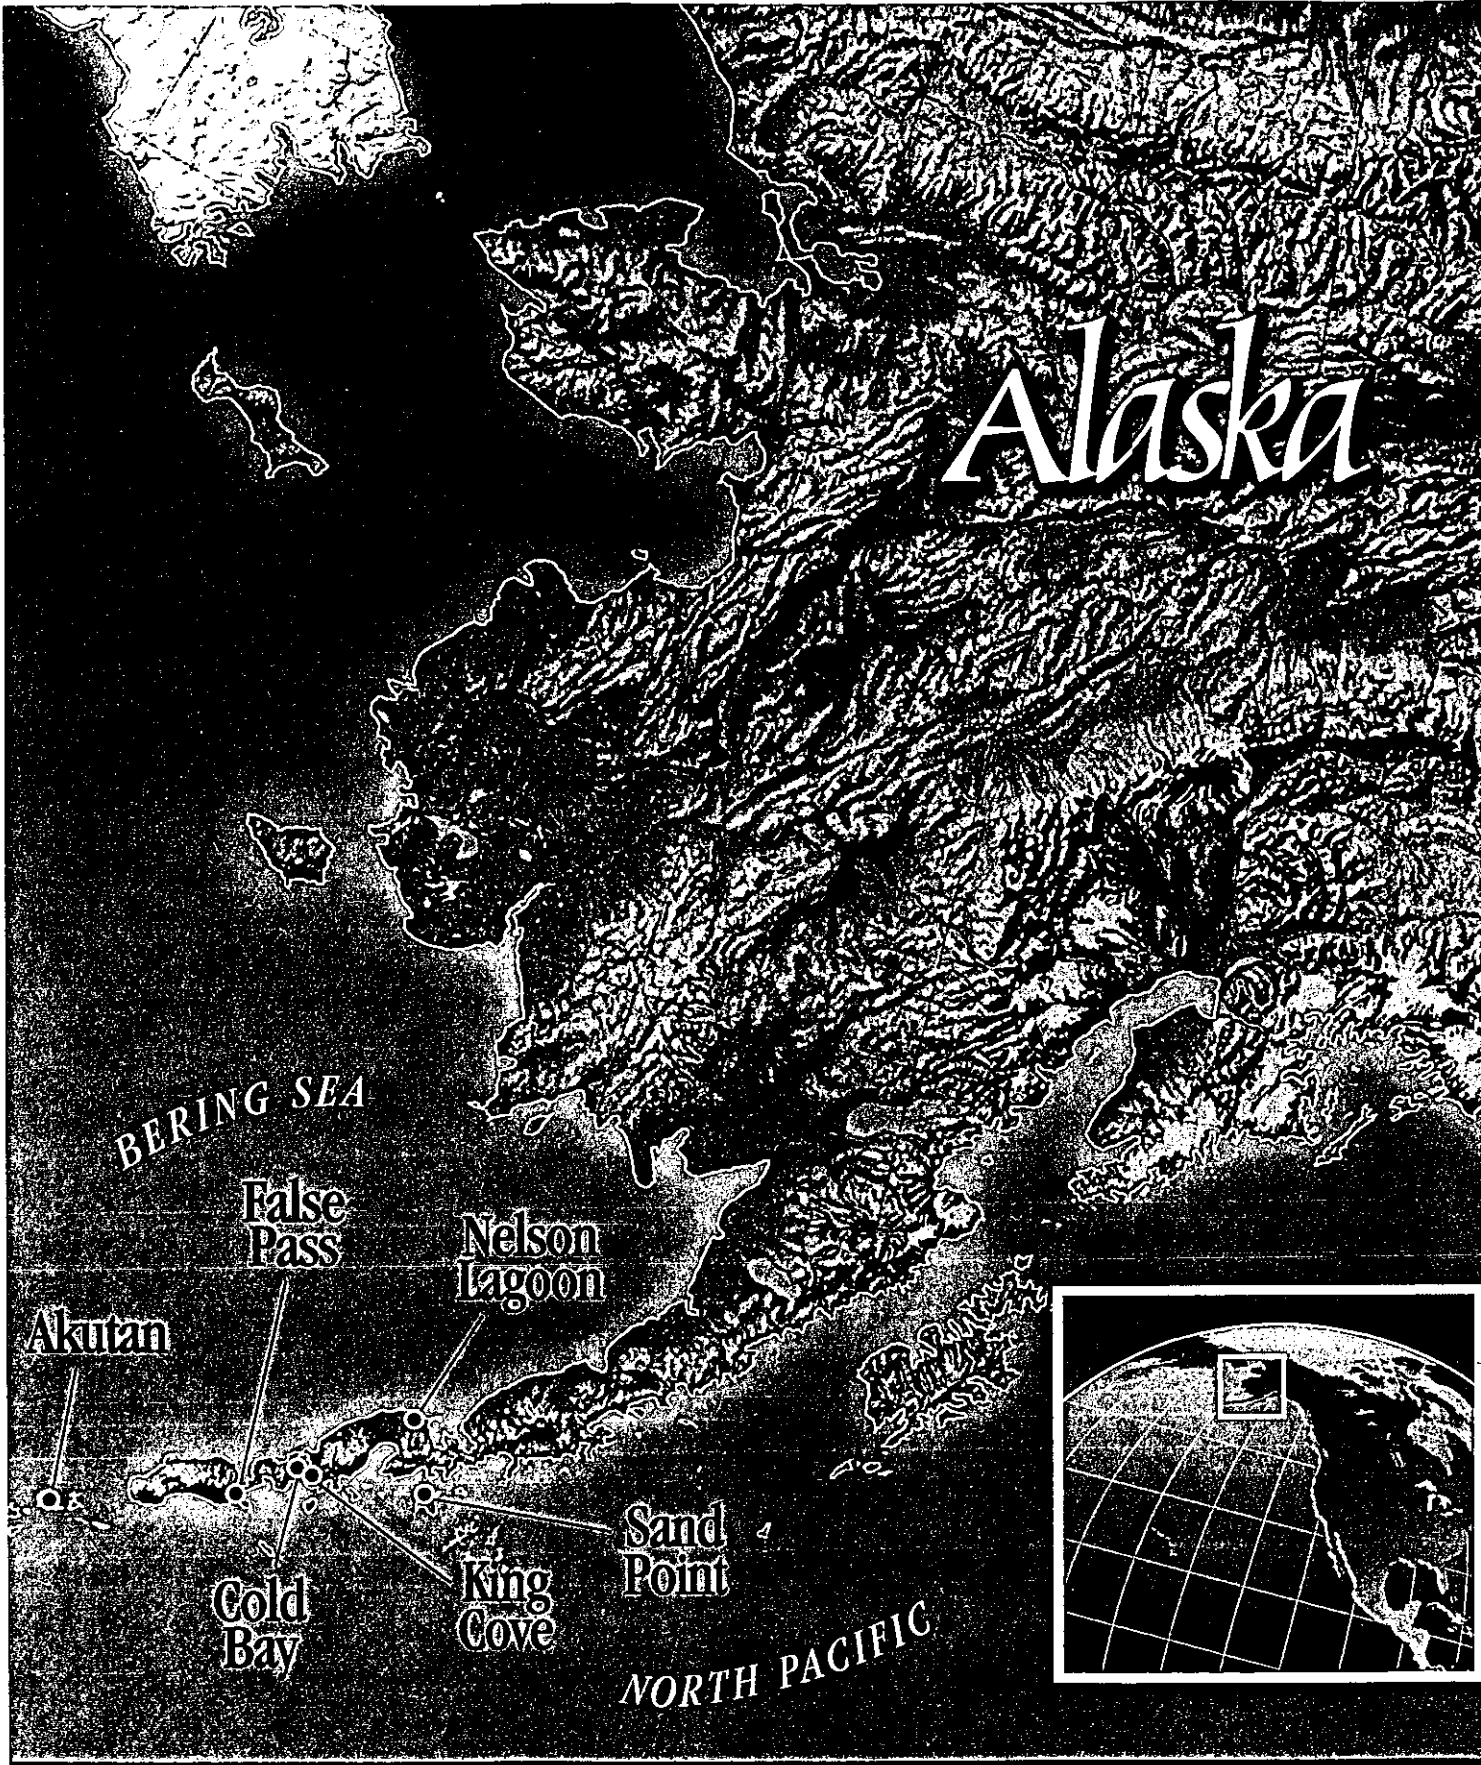 Alaska
BERING SEA
False
Pass
Nelson
Lagoon
Akutan
Sand
Point
King
Cove
Cold
Bay
NORTH PACIFIC